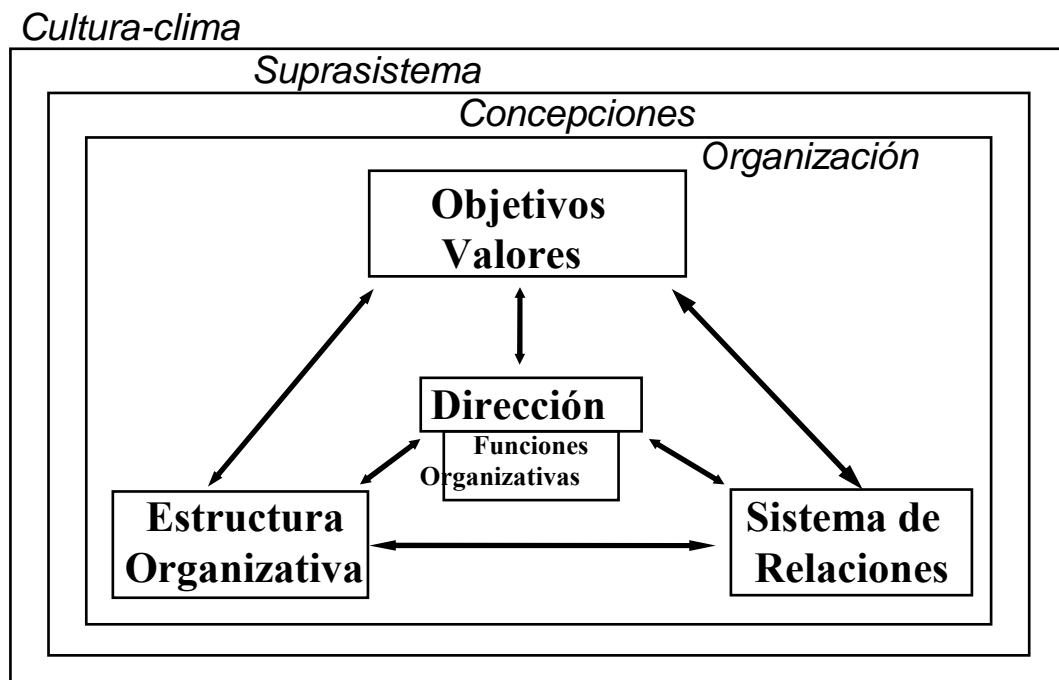 Cultura-clima
Suprasistema
Concepciones
Organización
Objetivos
Valores
Dirección
Funciones
Organizativas
Estructura
Organizativa
Sistema de
Relaciones